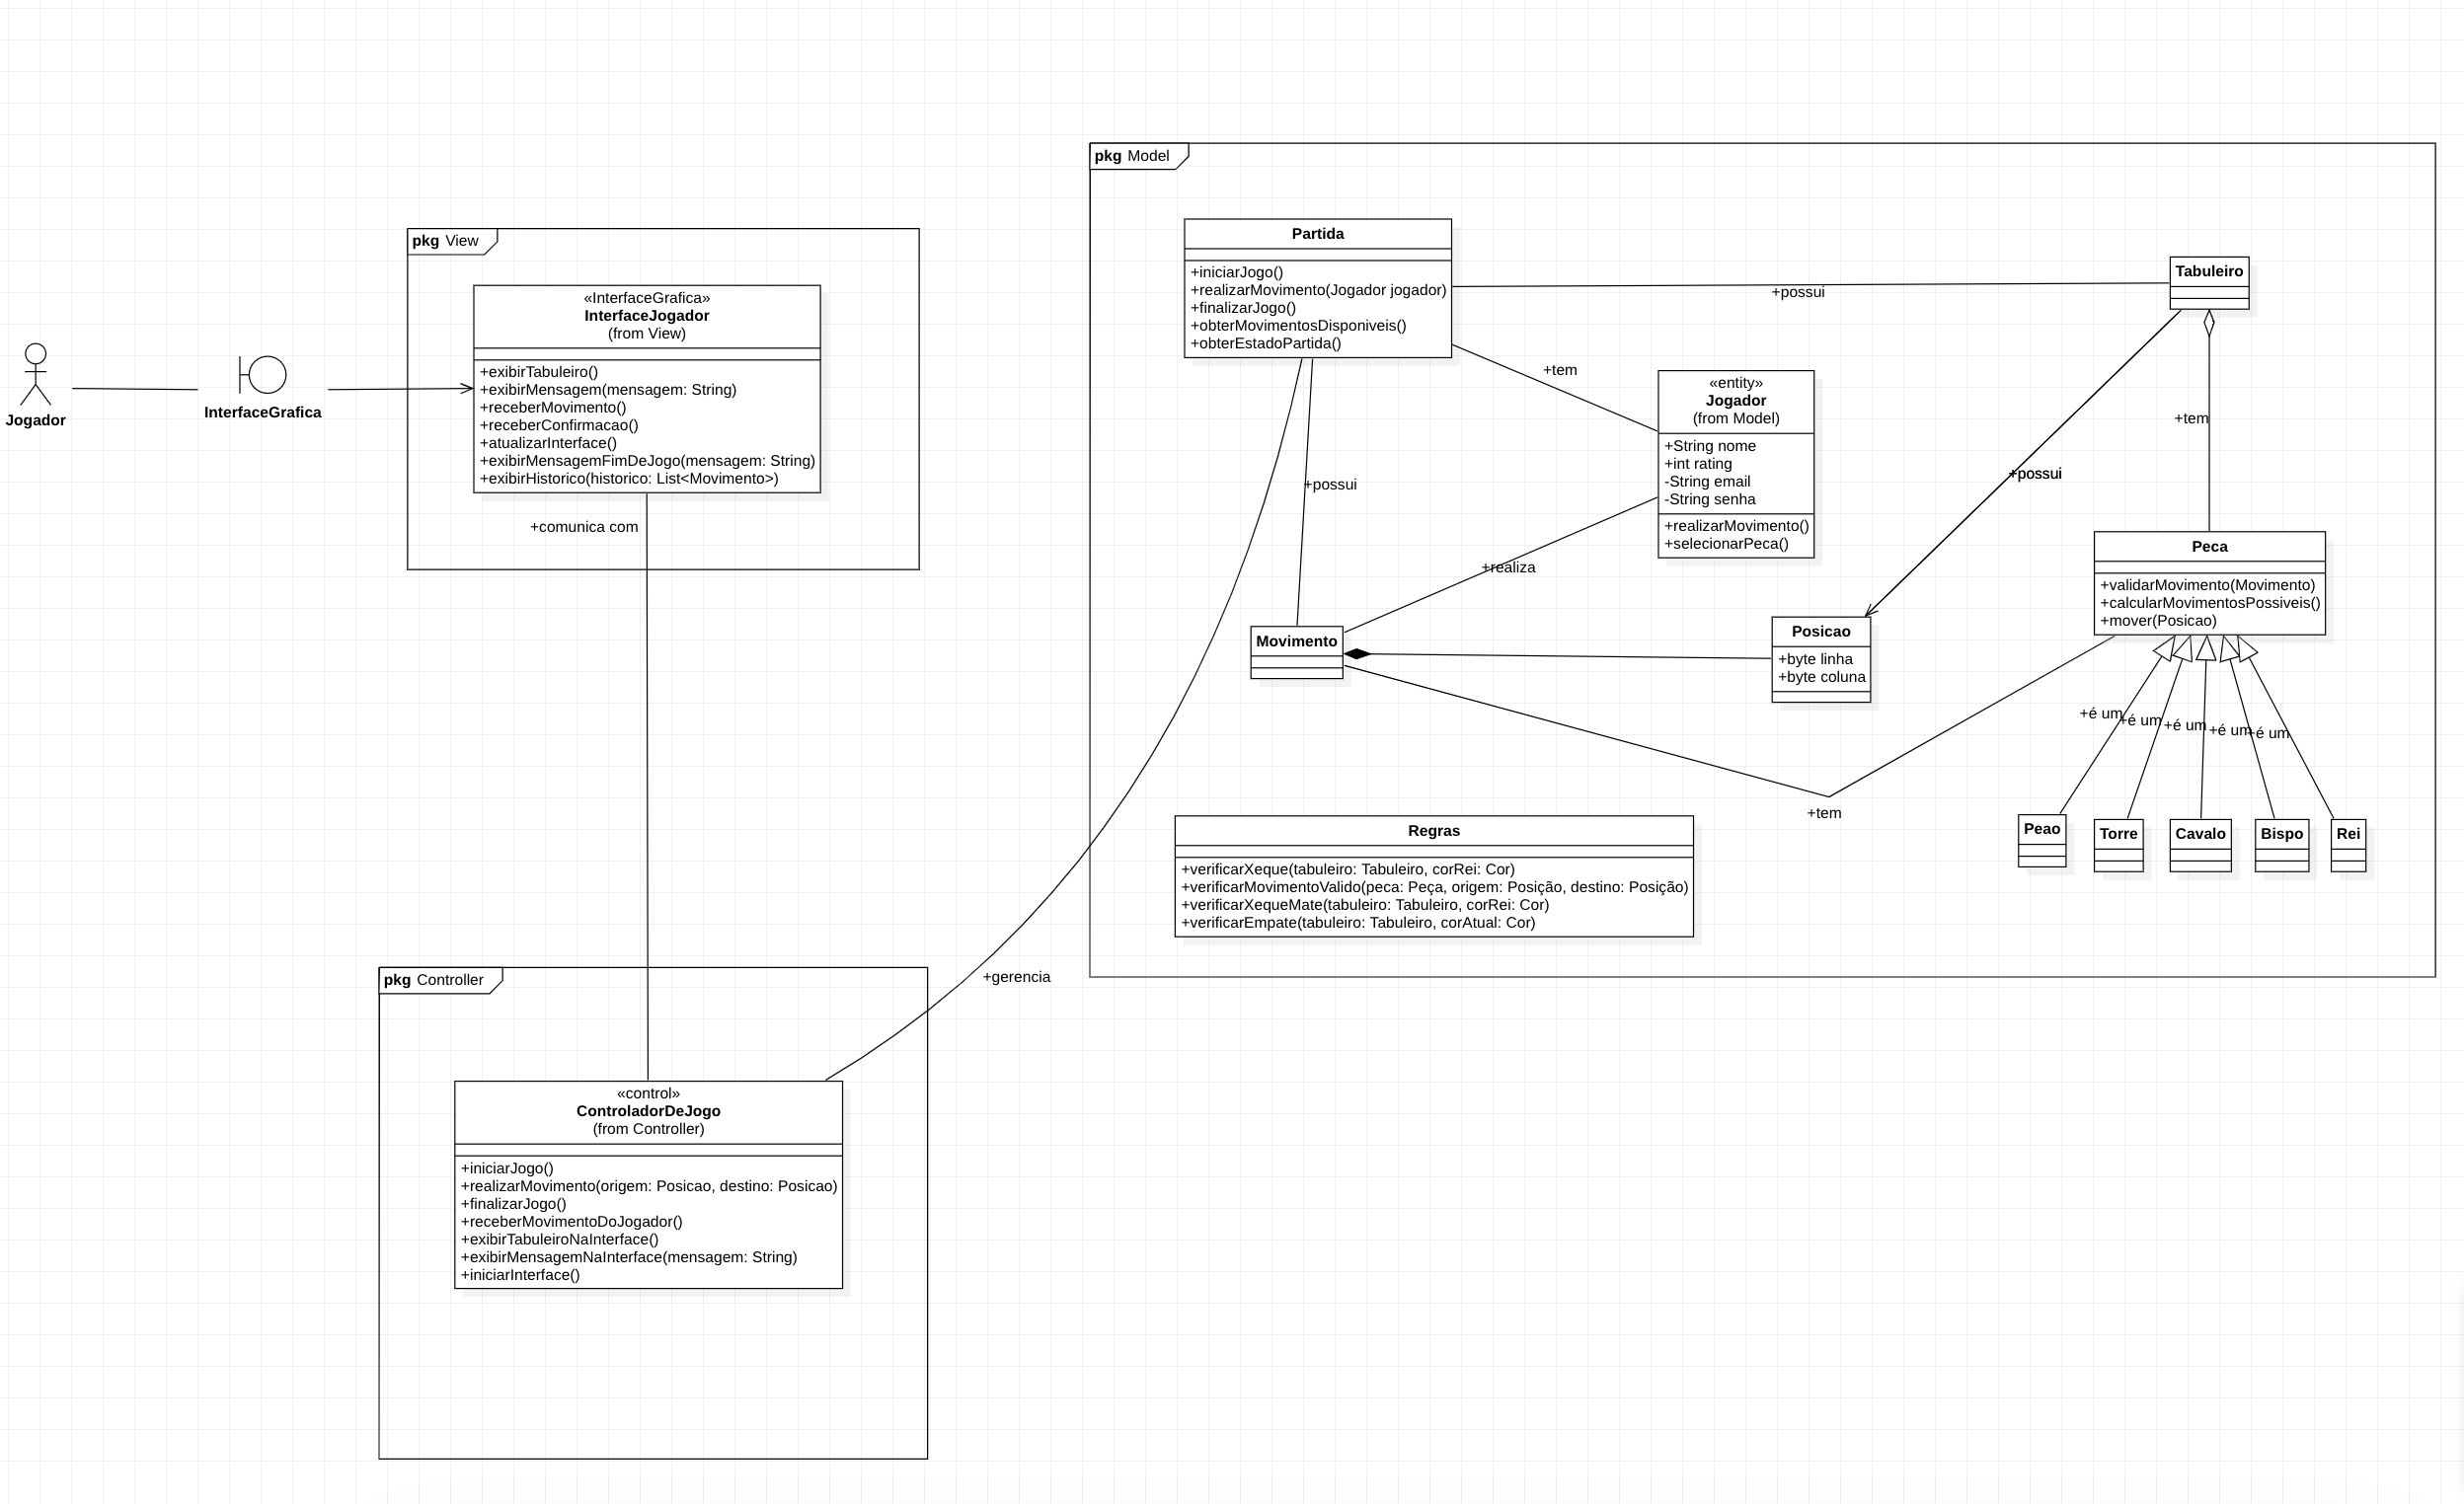 Jogador
InterfaceGrafica
pkg View
«InterfaceGrafica»
InterfaceJogador
(from View)
+exibirTabuleiro()
+exibirMensagem(mensagem: String)
+receberMovimento()
+receberConfirmacao()
+atualizarInterface()
+exibirMensagemFimDeJogo(mensagem: String)
+exibirHistorico(historico: List<Movimento>)
+comunica com
pkg Controller
«control»
ControladorDeJogo
(from Controller)
+iniciarJogo()
+realizarMovimento(origem: Posicao, destino: Posicao)
+finalizarJogo()
+receberMovimentoDoJogador()
+exibirTabuleiroNaInterface()
+exibirMensagemNaInterface(mensagem: String)
+iniciarInterface()
+gerencia
pkg Model
Partida
+iniciarJogo()
+realizarMovimento(Jogador jogador)
+finalizarJogo()
+obterMovimentosDisponiveis()
+obterEstadoPartida()
+possui
Tabuleiro
+tem
«entity»
Jogador
(from Model)
+String nome
+int rating
-String email
-String senha
+realizarMovimento()
+selecionarPeca()
+tem
+possui
+possui
+realiza
Peca
+validarMovimento(Movimento)
+calcularMovimentosPossiveis()
+mover(Posicao)
Movimento
Posicao
+byte linha
+byte coluna
+é um
+é um
+é um
+é um
+é um
+tem
Peao
Torre
Cavalo
Bispo
Rei
Regras
+verificarXeque(tabuleiro: Tabuleiro, corRei: Cor)
+verificarMovimentoValido(peca: Peça, origem: Posição, destino: Posição)
+verificarXequeMate(tabuleiro: Tabuleiro, corRei: Cor)
+verificarEmpate(tabuleiro: Tabuleiro, corAtual: Cor)